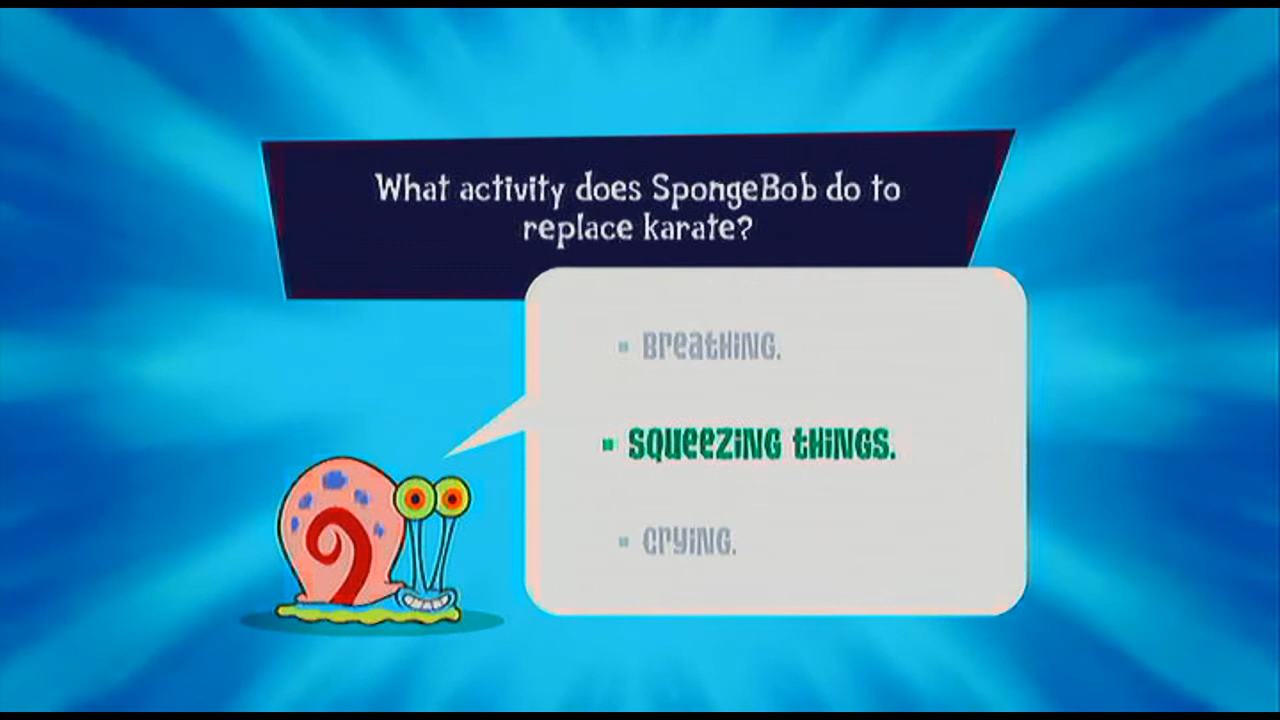 What activity does SpongeBob do to
replace karate?
Breathing.
Squeezing things.
Crying.